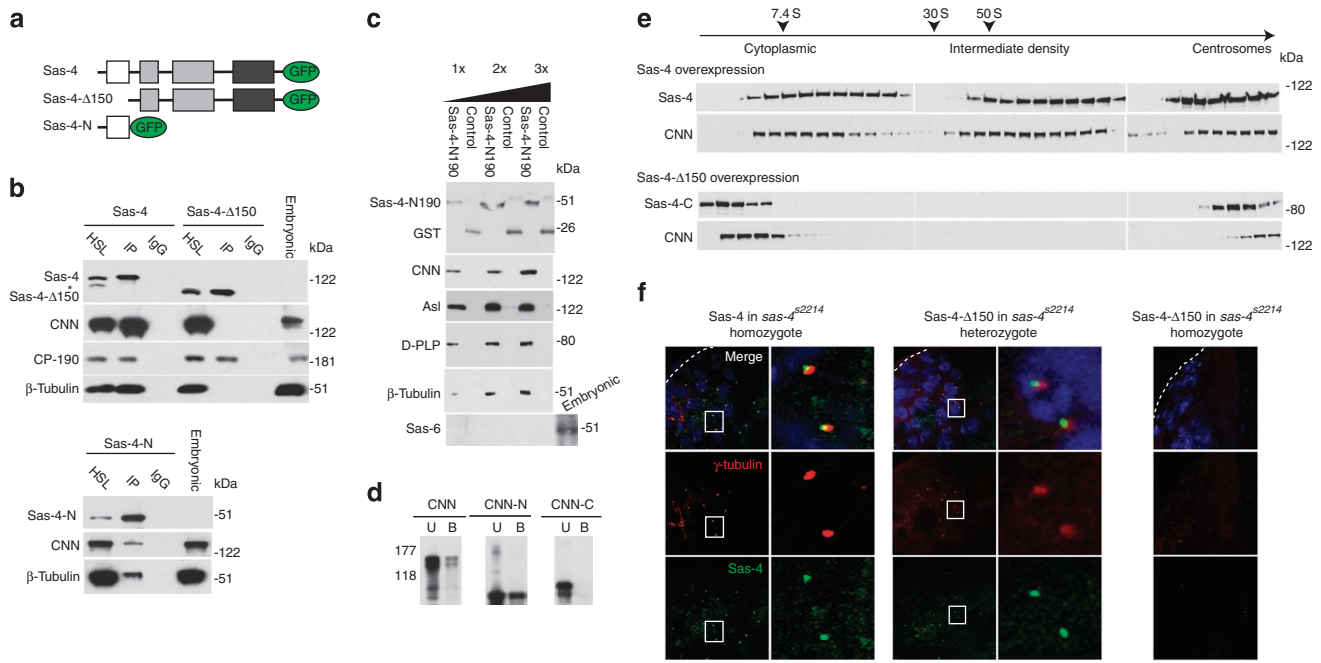 a
Sas-4
GFP
Sas-4-Δ150
GFP
Sas-4-N
GFP
b
Sas-4
Sas-4-Δ150
Embryonic
HSL
IP
IgG
HSL
IP
IgG
kDa
Sas-4
*
Sas-4-Δ150
-122
CNN
-122
CP-190
-181
β-Tubulin
-51
Sas-4-N
Embryonic
HSL
IP
IgG
kDa
Sas-4-N
-51
CNN
-122
β-Tubulin
-51
c
1x 2x 3x
Sas-4-N190
Control
Sas-4-N190
Control
Sas-4-N190
Control
kDa
Sas-4-N190
-51
GST
-26
CNN
-122
Asl
-122
D-PLP
-80
β-Tubulin
-51
Embryonic
Sas-6
-51
d
CNN CNN-N CNN-C
U B U B U B
177
118
e
7.4 S 30 S 50 S
Cytoplasmic Intermediate density Centrosomes
kDa
Sas-4 overexpression
Sas-4
-122
CNN
-122
Sas-4-Δ150 overexpression
Sas-4-C
-80
CNN
-122
f
Sas-4 in sas-4s2214
homozygote
Sas-4-Δ150 in sas-4s2214
heterozygote
Sas-4-Δ150 in sas-4s2214
homozygote
Merge
γ-tubulin
Sas-4